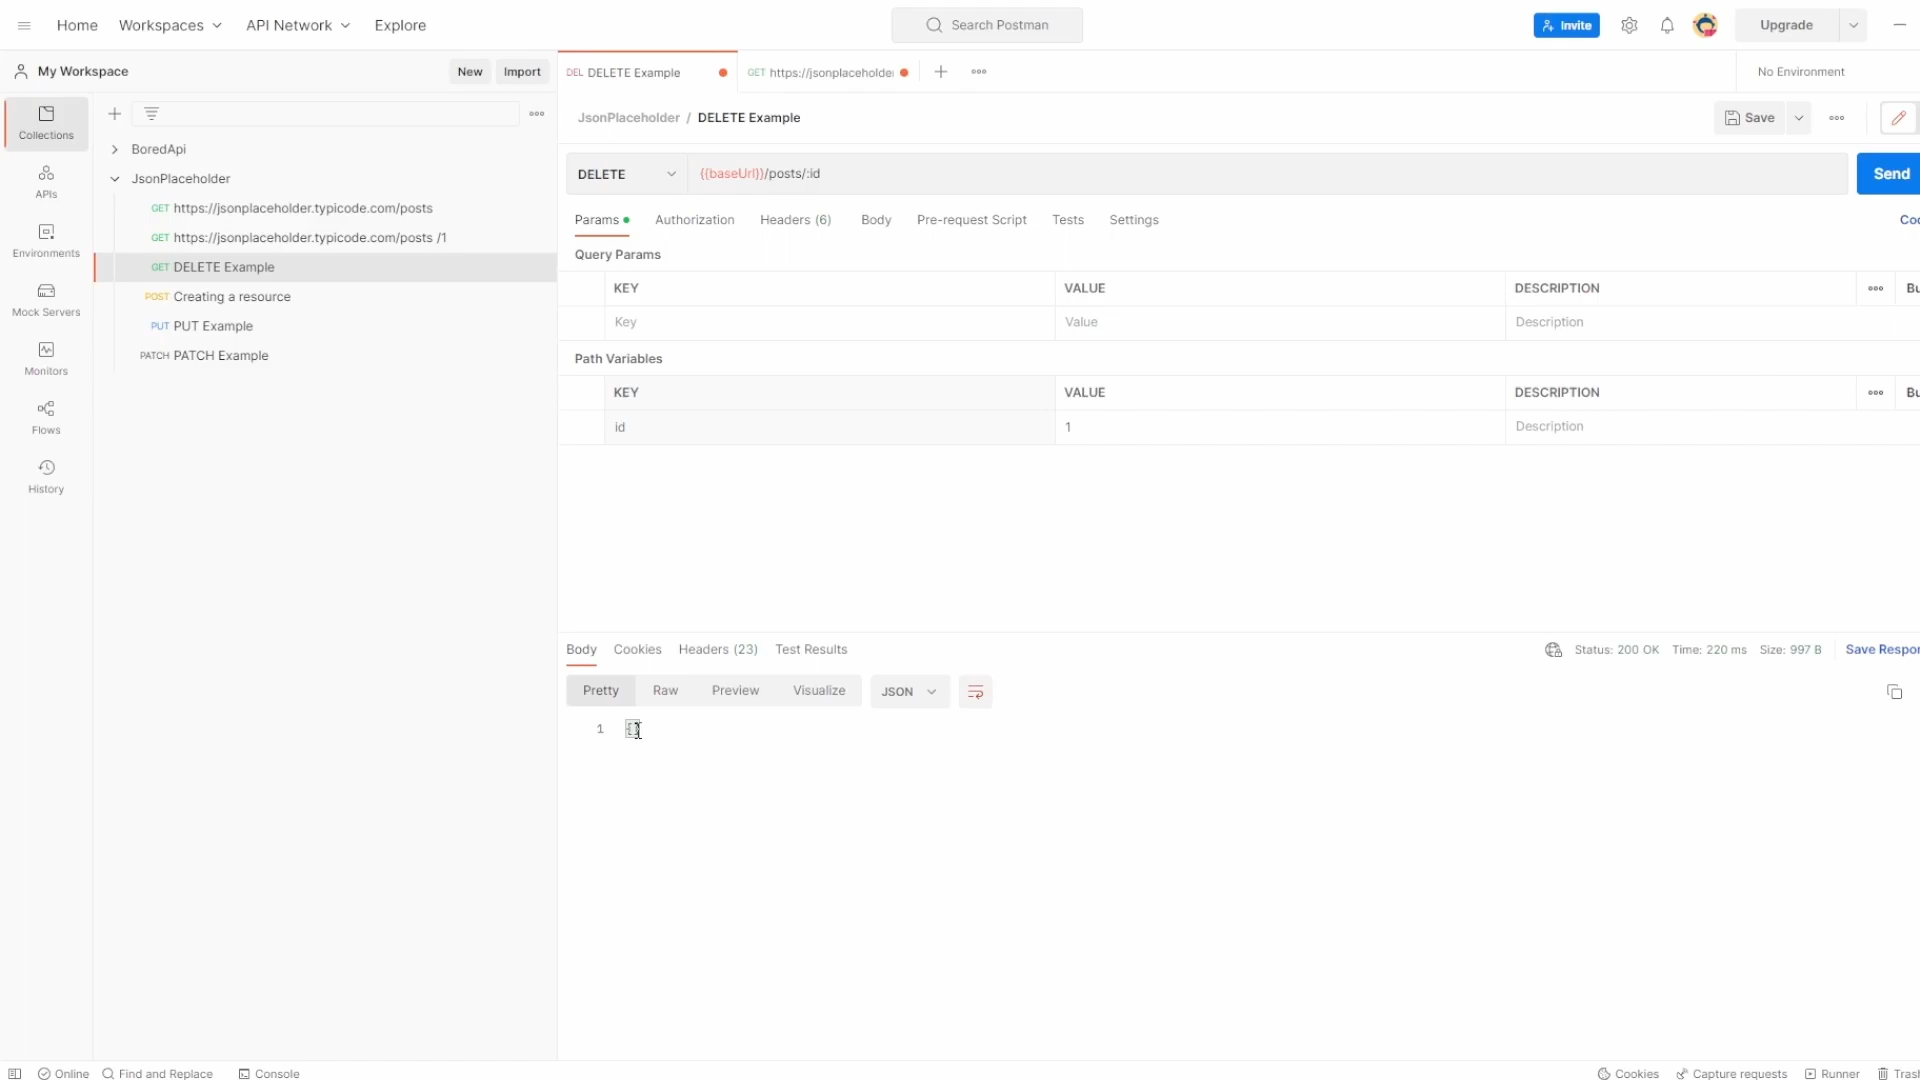 Home Workspaces API Network Explore Search Postman Invite Upgrade
My Workspace New Import DEL DELETE Example GET https://jsonplaceholde No Environment
Collections
BoredApi
JsonPlaceholder
GET https://jsonplaceholder.typicode.com/posts
GET https://jsonplaceholder.typicode.com/posts /1
GET DELETE Example
POST Creating a resource
PUT PUT Example
PATCH PATCH Example
APIs
Environments
Mock Servers
Monitors
Flows
History
JsonPlaceholder / DELETE Example Save
DELETE {{baseUrl}}/posts/:id Send
Params Authorization Headers (6) Body Pre-request Script Tests Settings Coo
Query Params
KEY VALUE DESCRIPTION Bu
Key Value Description
Path Variables
KEY VALUE DESCRIPTION Bu
id 1 Description
Body Cookies Headers (23) Test Results Status: 200 OK Time: 220 ms Size: 997 B Save Respon
Pretty Raw Preview Visualize JSON
1 {}
Online Find and Replace Console Cookies Capture requests Runner Trash